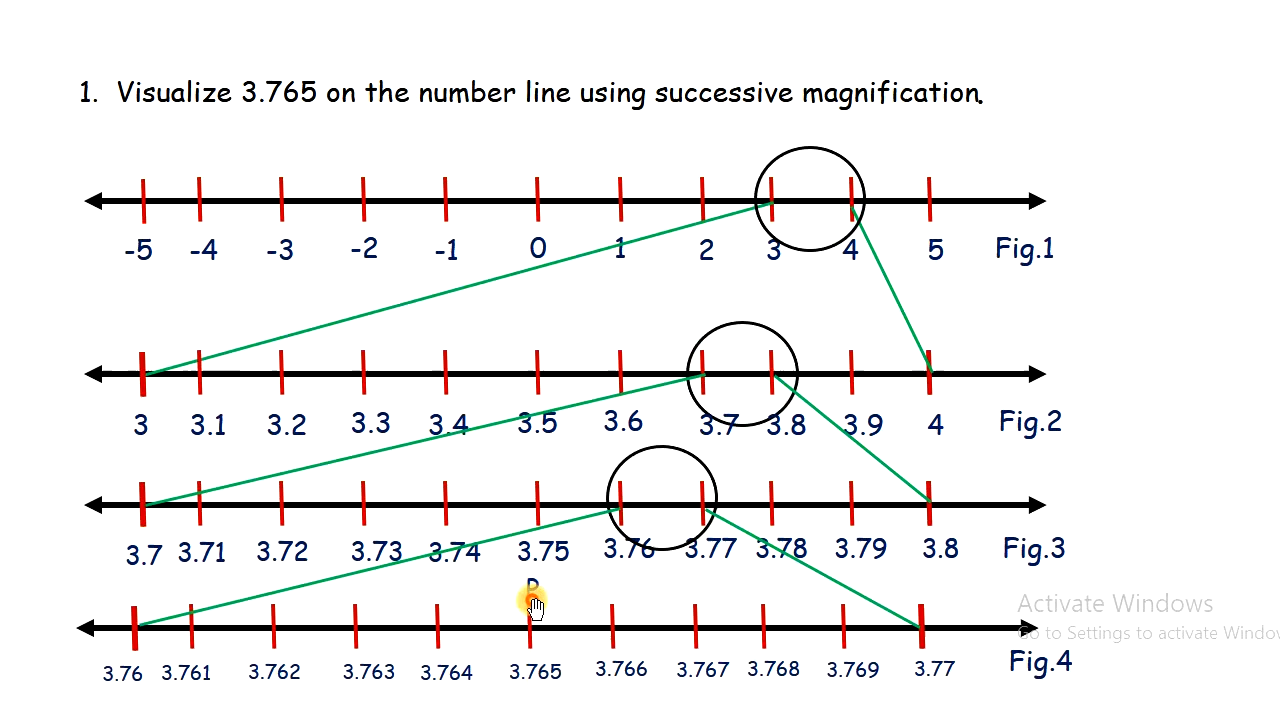 1. Visualize 3.765 on the number line using successive magnification.
-5 -4 -3 -2 -1 0 1 2 3 4 5 Fig.1
3 3.1 3.2 3.3 3.4 3.5 3.6 3.7 3.8 3.9 4 Fig.2
3.7 3.71 3.72 3.73 3.74 3.75 3.76 3.77 3.78 3.79 3.8 Fig.3
Activate Windows
Go to Settings to activate Windo
3.76 3.761 3.762 3.763 3.764 3.765 3.766 3.767 3.768 3.769 3.77 Fig.4